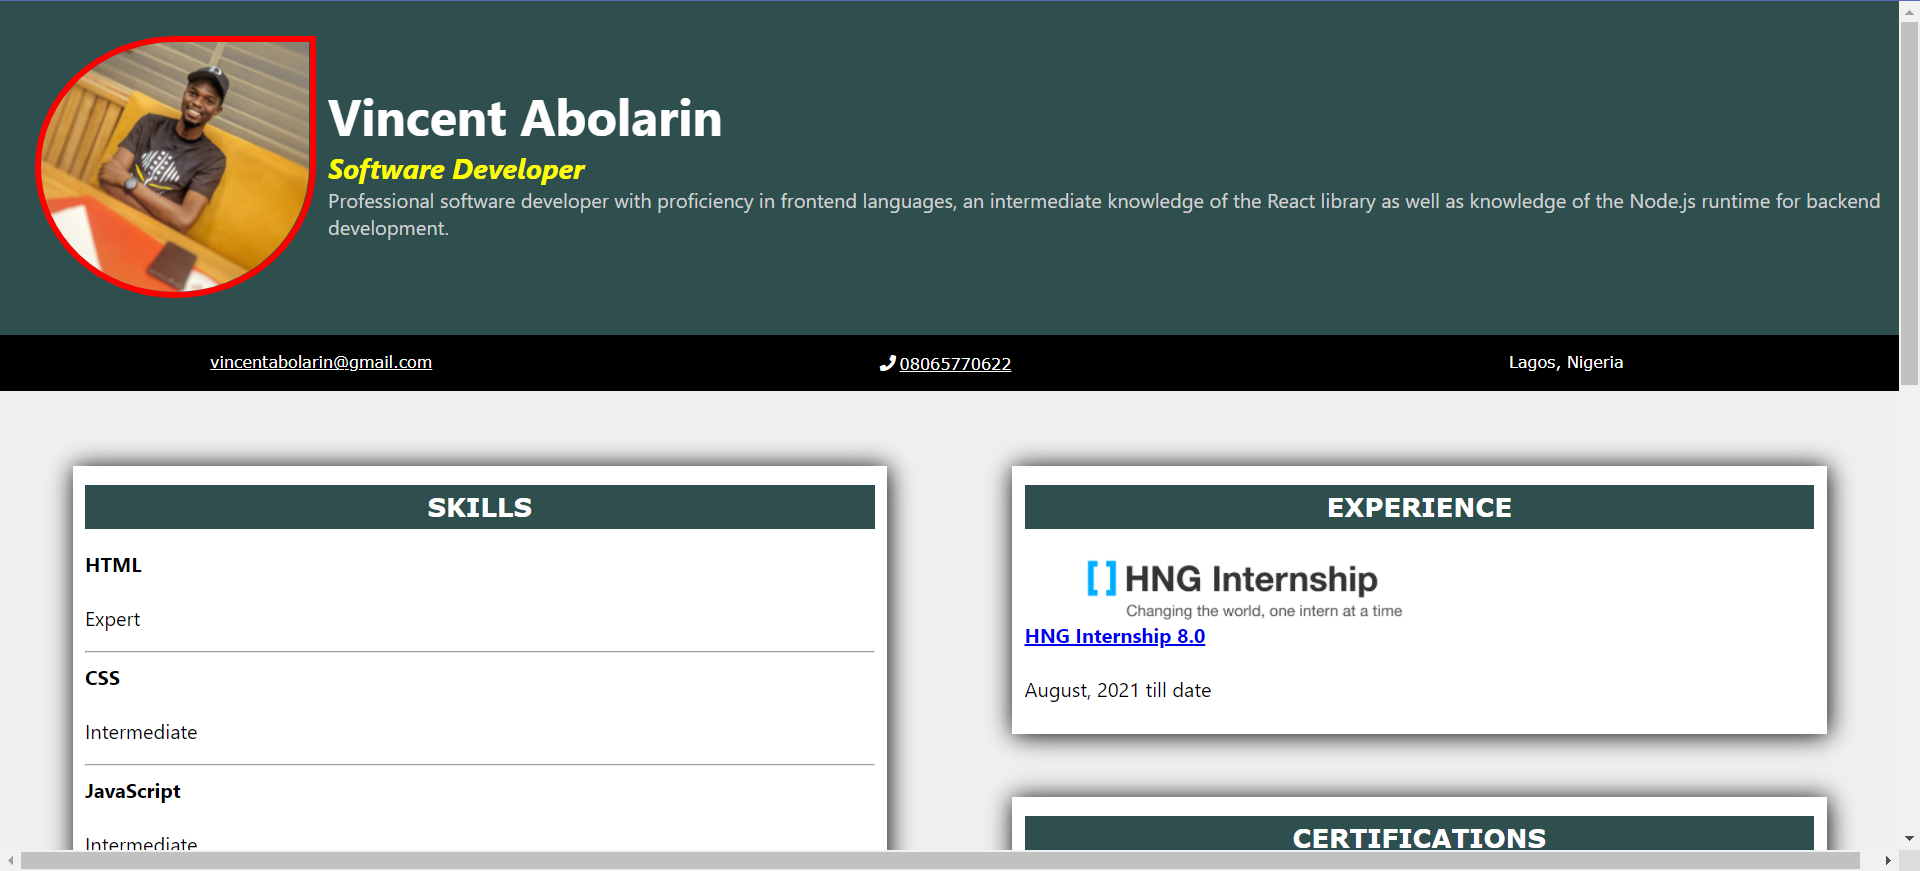 Vincent Abolarin
Software Developer
Professional software developer with proficiency in frontend languages, an intermediate knowledge of the React library as well as knowledge of the Node.js runtime for backend
development.
vincentabolarin@gmail.com
08065770622
Lagos, Nigeria
SKILLS
HTML
Expert
CSS
Intermediate
JavaScript
Intermediate
EXPERIENCE
[ ] HNG Internship
Changing the world, one intern at a time
HNG Internship 8.0
August, 2021 till date
CERTIFICATIONS